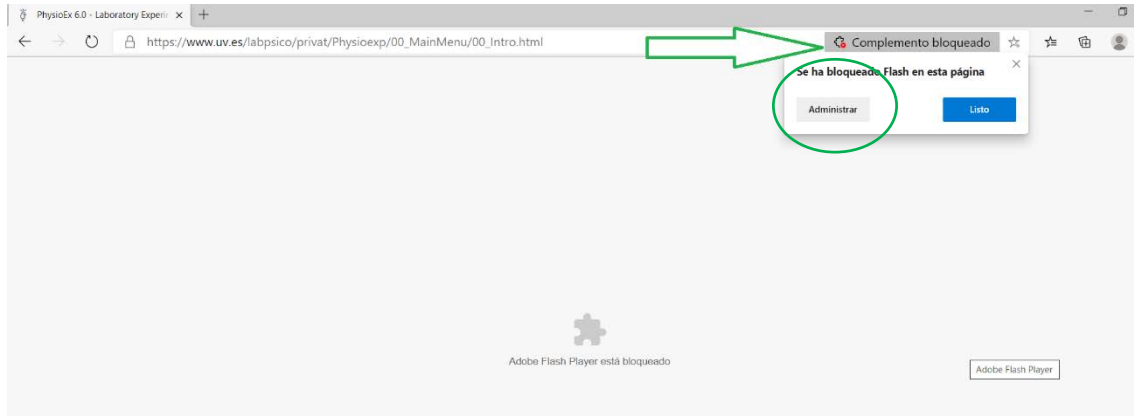 PhysioEx 6.0 - Laboratory Experi
https://www.uv.es/labpsico/privat/Physioexp/00_MainMenu/00_Intro.html
Complemento bloqueado
Se ha bloqueado Flash en esta página
Administrar
Listo
Adobe Flash Player está bloqueado
Adobe Flash Player